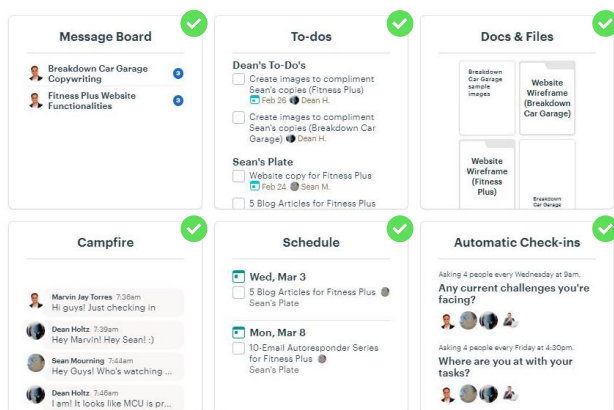 Message Board
Breakdown Car Garage
Copywriting
3
Fitness Plus Website
Functionalities
3
To-dos
Dean's To-Do's
Create images to compliment
Sean's copies (Fitness Plus)
Feb 26 Dean H.
Create images to compliment
Sean's copies (Breakdown Car
Garage) Dean H.
Sean's Plate
Website copy for Fitness Plus
Feb 24 Sean M.
5 Blog Articles for Fitness Plus
Docs & Files
Breakdown
Car Garage
sample
images
Website
Wireframe
(Breakdown
Car Garage)
Website
Wireframe
(Fitness
Plus)
Breakdown
Car Garage
Campfire
Marvin Jay Torres 7:36am
Hi guys! Just checking in
Dean Holtz 7:39am
Hey Marvin! Hey Sean! :)
Sean Mourning 7:44am
Hey Guys! Who's watching ...
Dean Holtz 7:46am
I am! It looks like MCU is pr...
Schedule
Wed, Mar 3
5 Blog Articles for Fitness Plus
Sean's Plate
Mon, Mar 8
10-Email Autoresponder Series
for Fitness Plus
Sean's Plate
Automatic Check-ins
Asking 4 people every Wednesday at 9am.
Any current challenges you're
facing?
Asking 4 people every Friday at 4:30pm.
Where are you at with your
tasks?